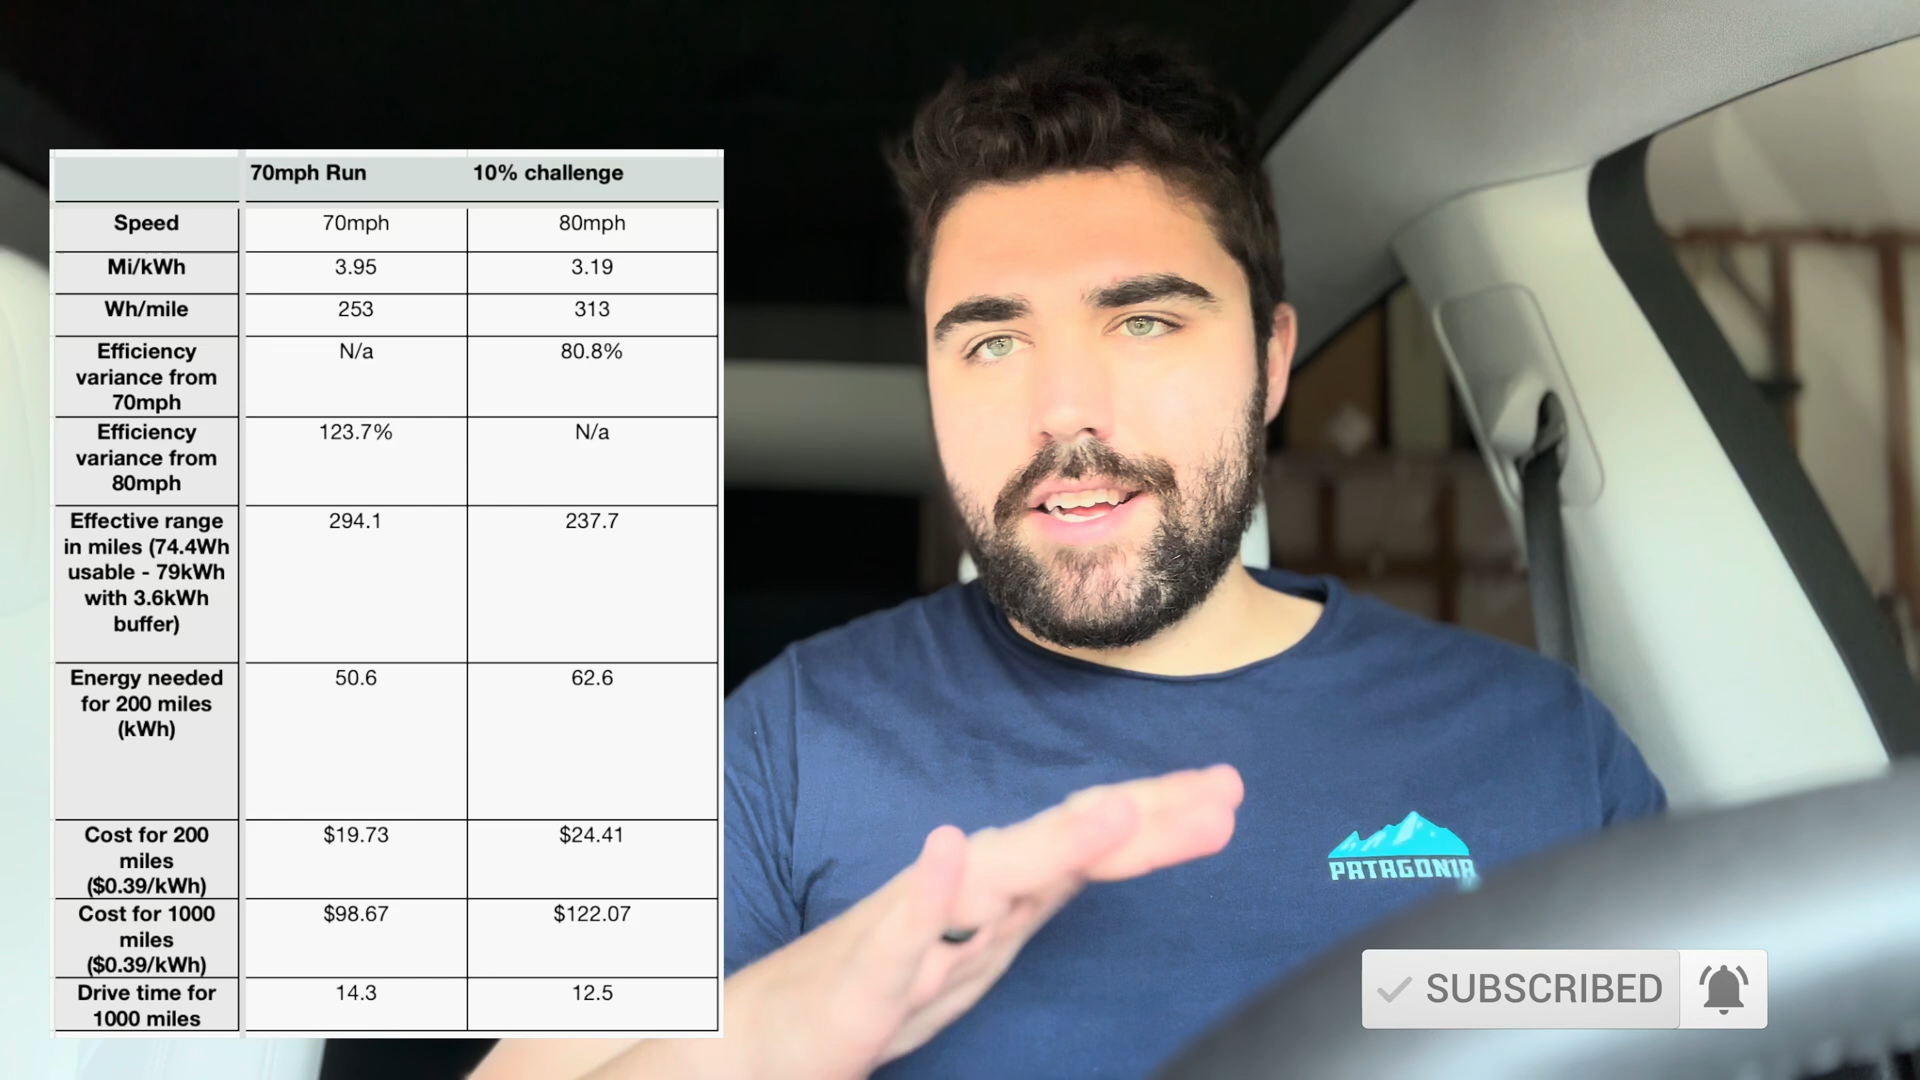 70mph Run 10% challenge
Speed 70mph 80mph
Mi/kWh 3.95 3.19
Wh/mile 253 313
Efficiency N/a 80.8%
variance from
70mph
Efficiency 123.7% N/a
variance from
80mph
Effective range 294.1 237.7
in miles (74.4Wh
usable - 79kWh
with 3.6kWh
buffer)
Energy needed 50.6 62.6
for 200 miles
(kWh)
Cost for 200 $19.73 $24.41
miles
($0.39/kWh)
Cost for 1000 $98.67 $122.07
miles
($0.39/kWh)
Drive time for 14.3 12.5
1000 miles
PATAGONIA
SUBSCRIBED